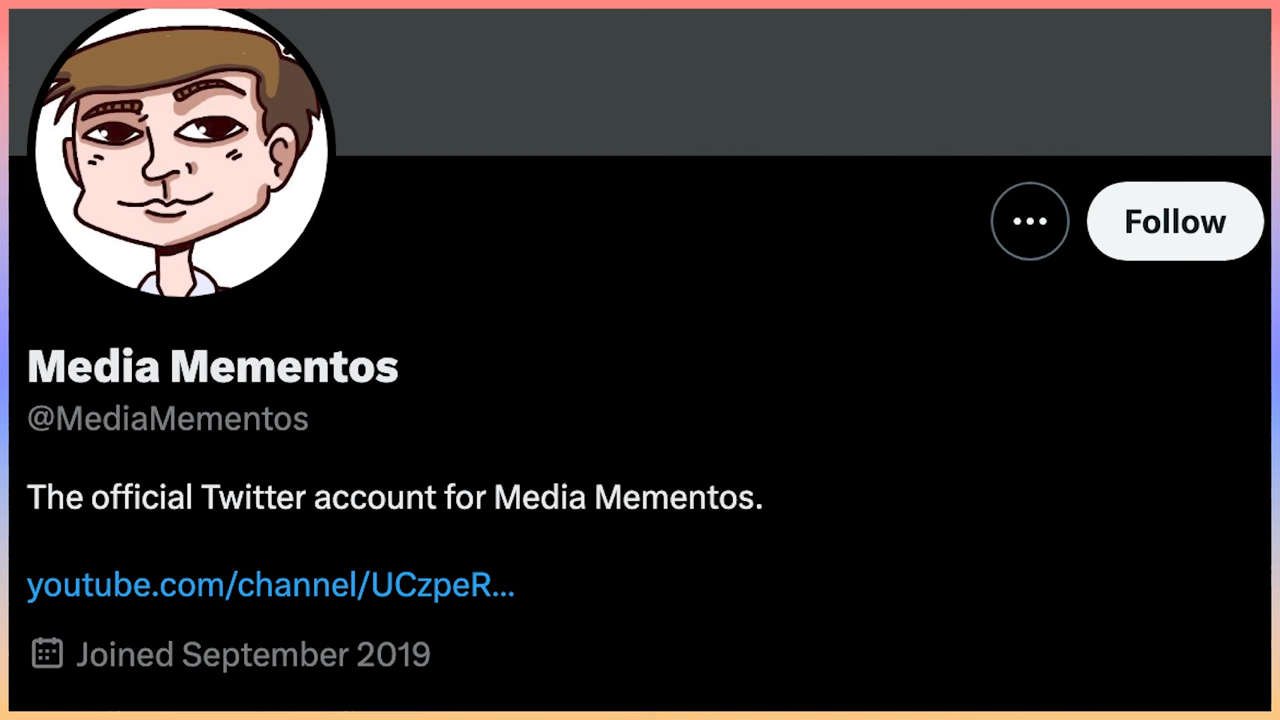 Follow
Media Mementos
@MediaMementos
The official Twitter account for Media Mementos.
youtube.com/channel/UCzpeR...
Joined September 2019